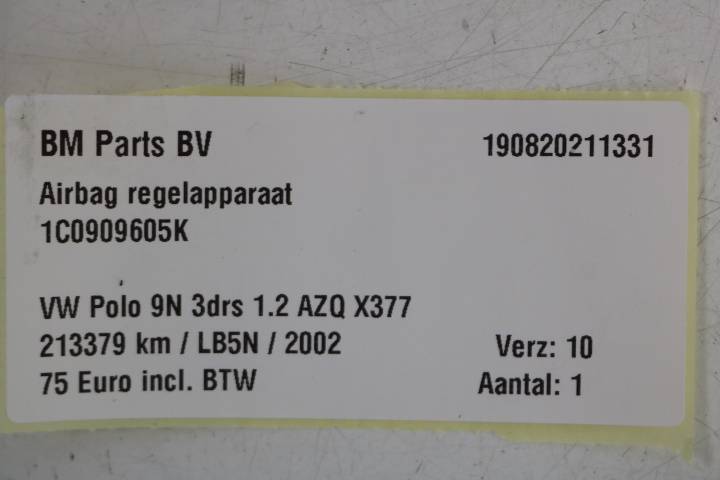 BM Parts BV 190820211331
Airbag regelapparaat
1C0909605K
VW Polo 9N 3drs 1.2 AZQ X377
213379 km / LB5N / 2002 Verz: 10
75 Euro incl. BTW Aantal: 1